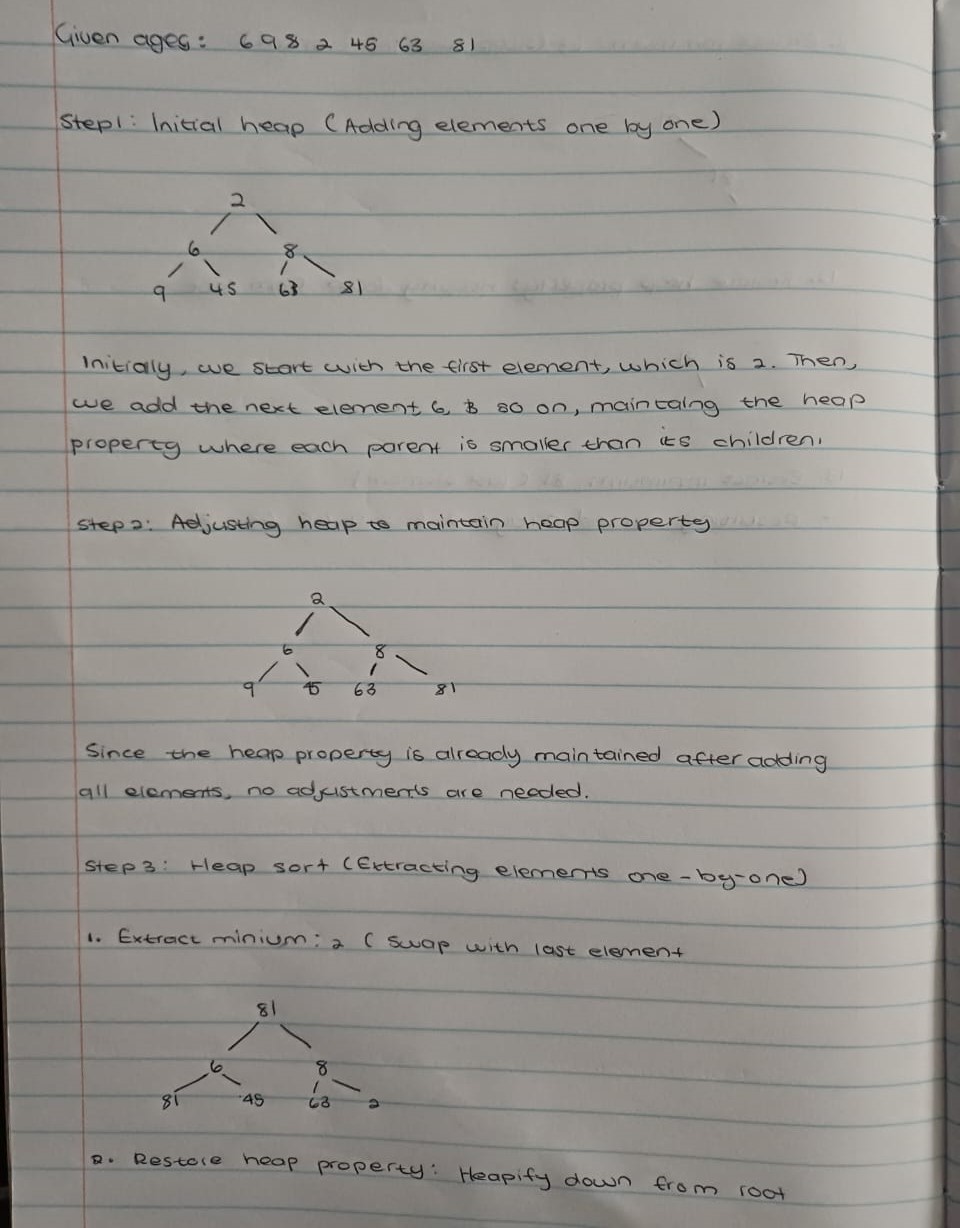 Given ages: 6 9 8 2 45 63 81
Step1: Initial heap (Adding elements one by one)
2
6 8
9 45 63 81
Initially, we start with the first element, which is 2. Then,
we add the next element 6, & so on, maintaing the heap
property where each parent is smaller than its children.
Step 2: Adjusting heap to maintain heap property
2
6 8
9 45 63 81
Since the heap property is already maintained after adding
all elements, no adjustments are needed.
Step 3: Heap sort (Extracting elements one-by-one)
1. Extract minium: 2 ( swap with last element
81
6 8
81 45 63 2
2. Restore heap property: Heapify down from root